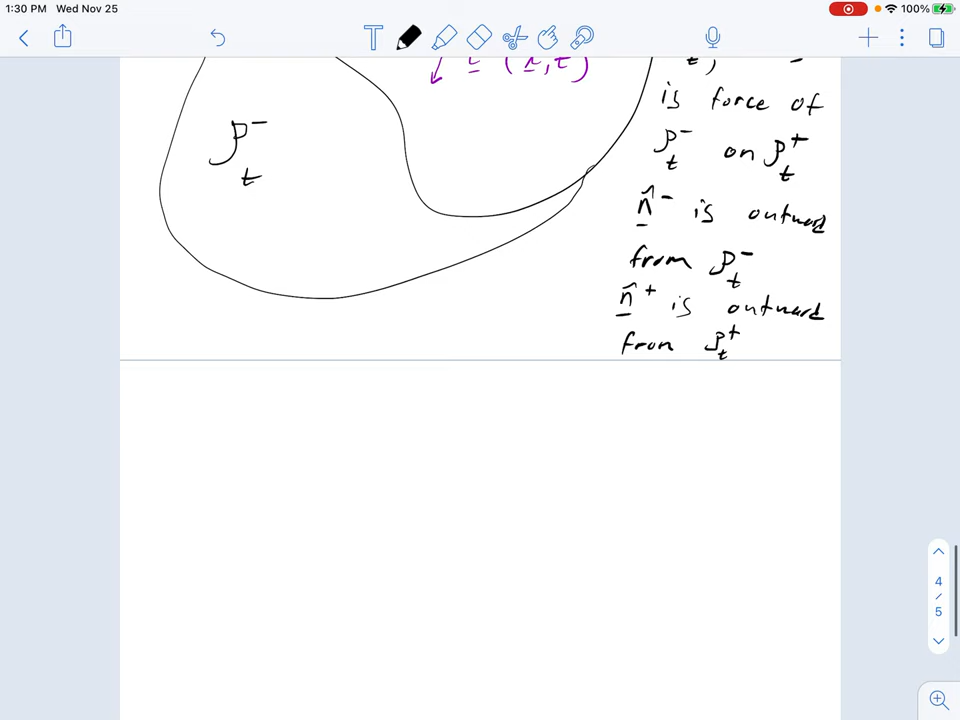 1:30 PM Wed Nov 25
100%
T
(x, t)
t)
is force of
P⁻t on P⁺t
n̂⁻ is outward
from P⁻t
n̂⁺ is outward
from P⁺t
P⁻t
4
/
5